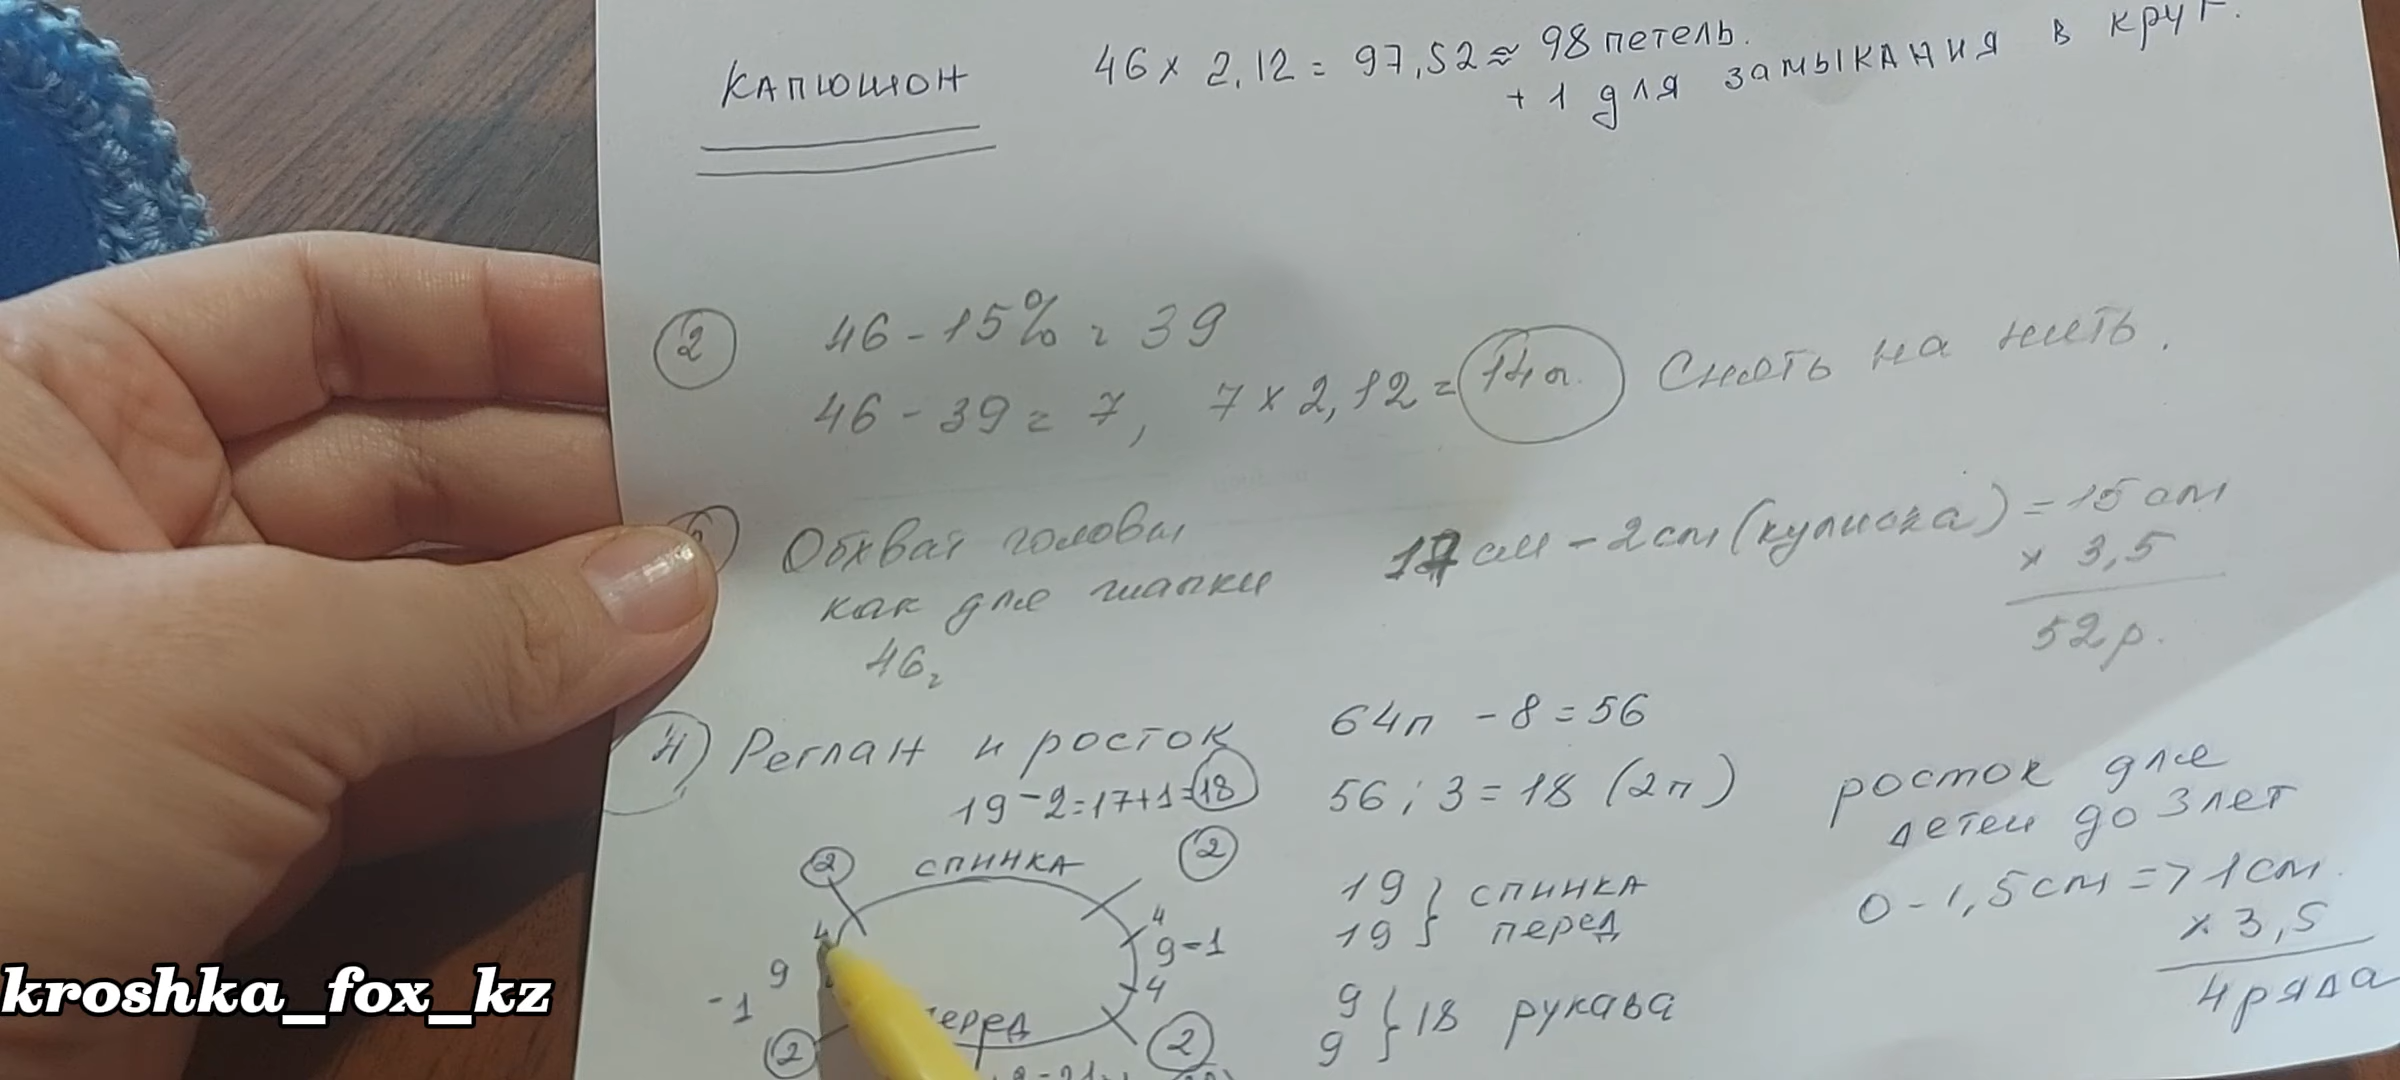 КАПЮШОН
46 x 2,12 = 97,52 ≈ 98 петель.
+ 1 для замыкания в круг.
2
46 - 15% = 39
46 - 39 = 7, 7 x 2,12 = 14п. Снять на нить.
Обхват головы
как для шапки
46
17 см - 2 см (кулиска) = 15 см
x 3,5
52 р.
4) Реглан и росток
19 - 2 = 17 + 1 = 18
64п - 8 = 56
56 : 3 = 18 (2п)
росток для
детей до 3 лет
0 - 1,5 см => 1 см.
x 3,5
4 ряда
2 спинка 2
4
9
-1
4
9-1
4
2
2
19 } спинка
19 } перед
9
9 } 18 рукава
kroshka_fox_kz